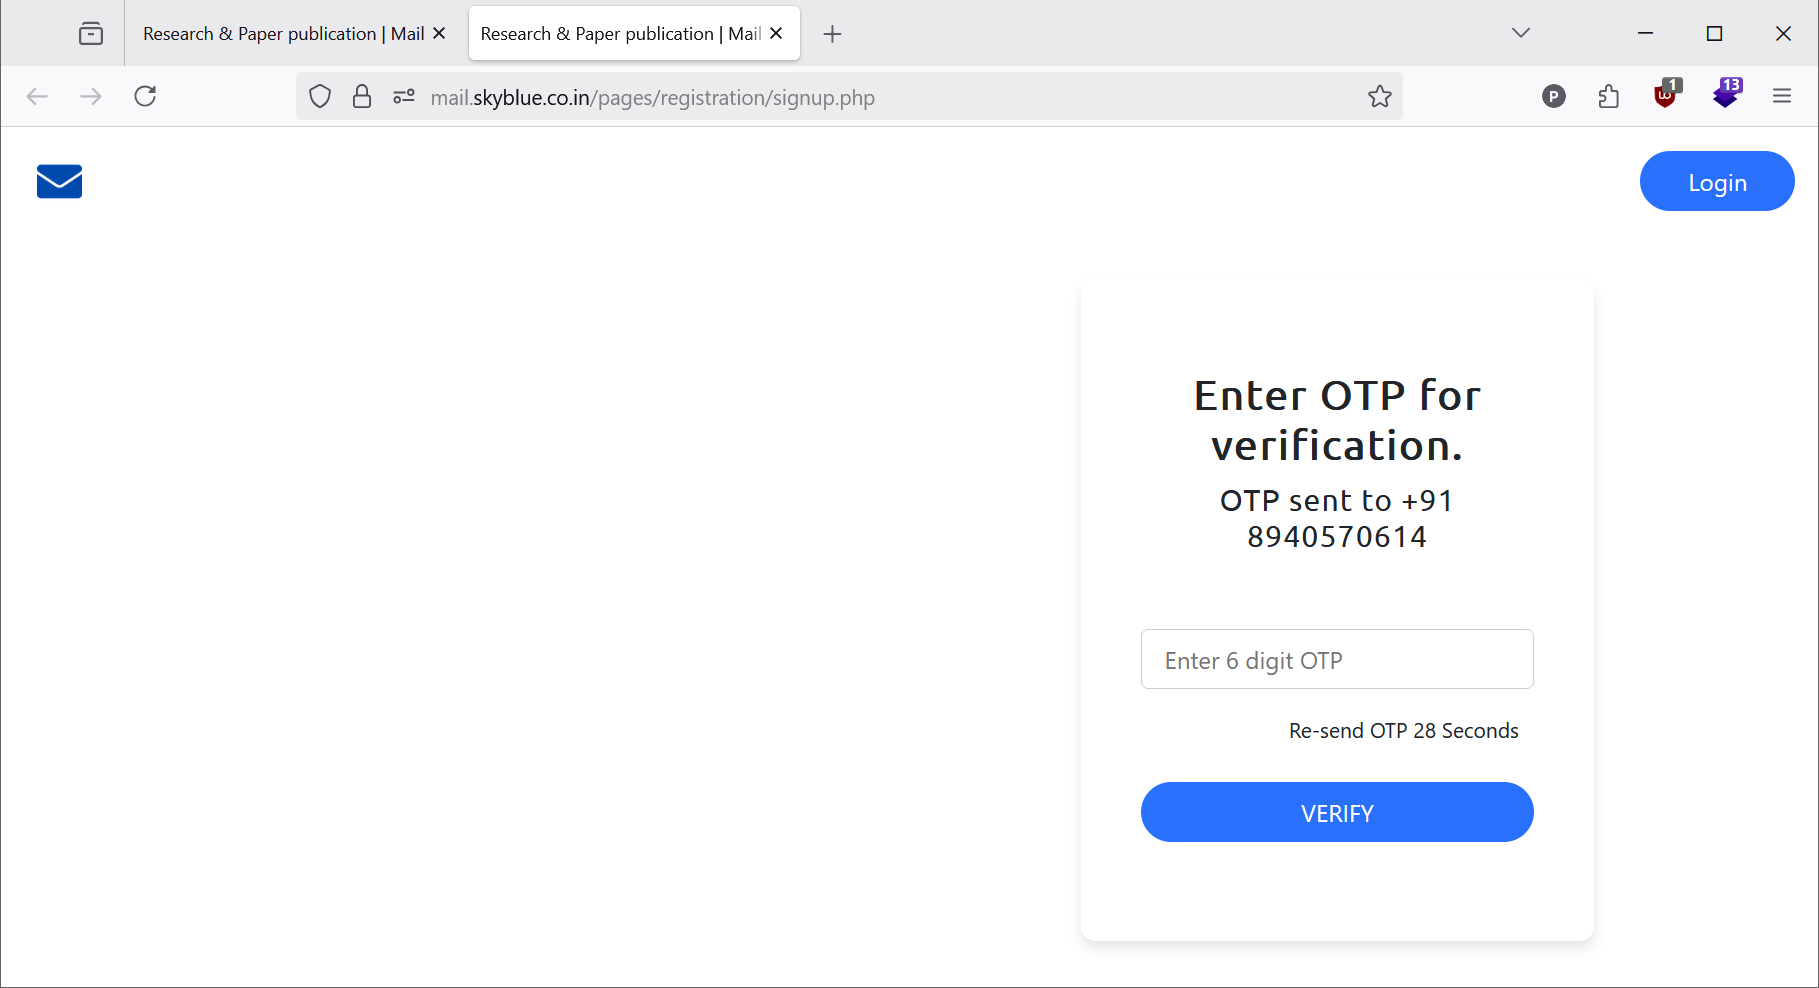 Research & Paper publication | Mail
Research & Paper publication | Mail
mail.skyblue.co.in/pages/registration/signup.php
P
1
13
Login
Enter OTP for
verification.
OTP sent to +91
8940570614
Enter 6 digit OTP
Re-send OTP 28 Seconds
VERIFY